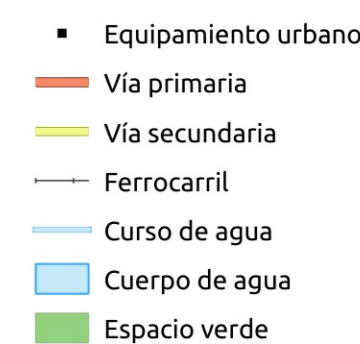 Equipamiento urbano
Vía primaria
Vía secundaria
Ferrocarril
Curso de agua
Cuerpo de agua
Espacio verde